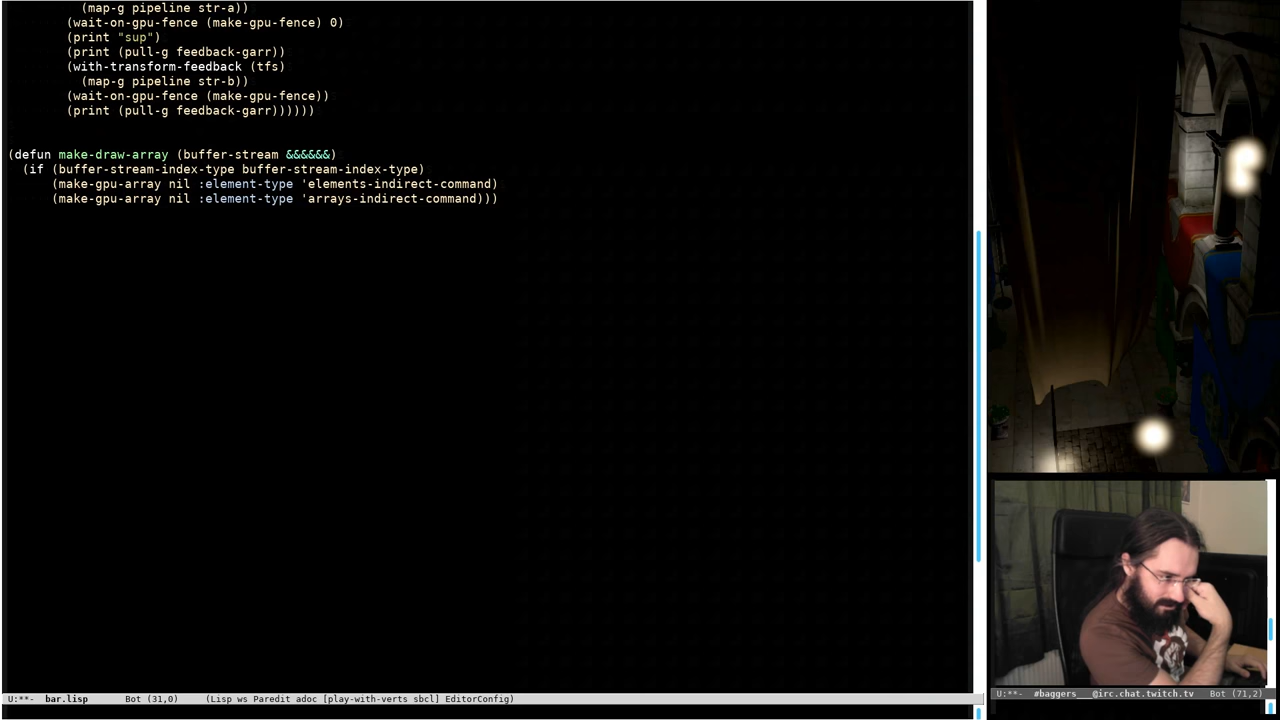 (map-g pipeline str-a))
(wait-on-gpu-fence (make-gpu-fence) 0)
(print "sup")
(print (pull-g feedback-garr))
(with-transform-feedback (tfs)
(map-g pipeline str-b))
(wait-on-gpu-fence (make-gpu-fence))
(print (pull-g feedback-garr))))))
(defun make-draw-array (buffer-stream &&&&&&)
(if (buffer-stream-index-type buffer-stream-index-type)
(make-gpu-array nil :element-type 'elements-indirect-command)
(make-gpu-array nil :element-type 'arrays-indirect-command)))
U:**-  bar.lisp      Bot (31,0)     (Lisp ws Paredit adoc [play-with-verts sbcl] EditorConfig)
U:**-  #baggers___@irc.chat.twitch.tv   Bot (71,2)